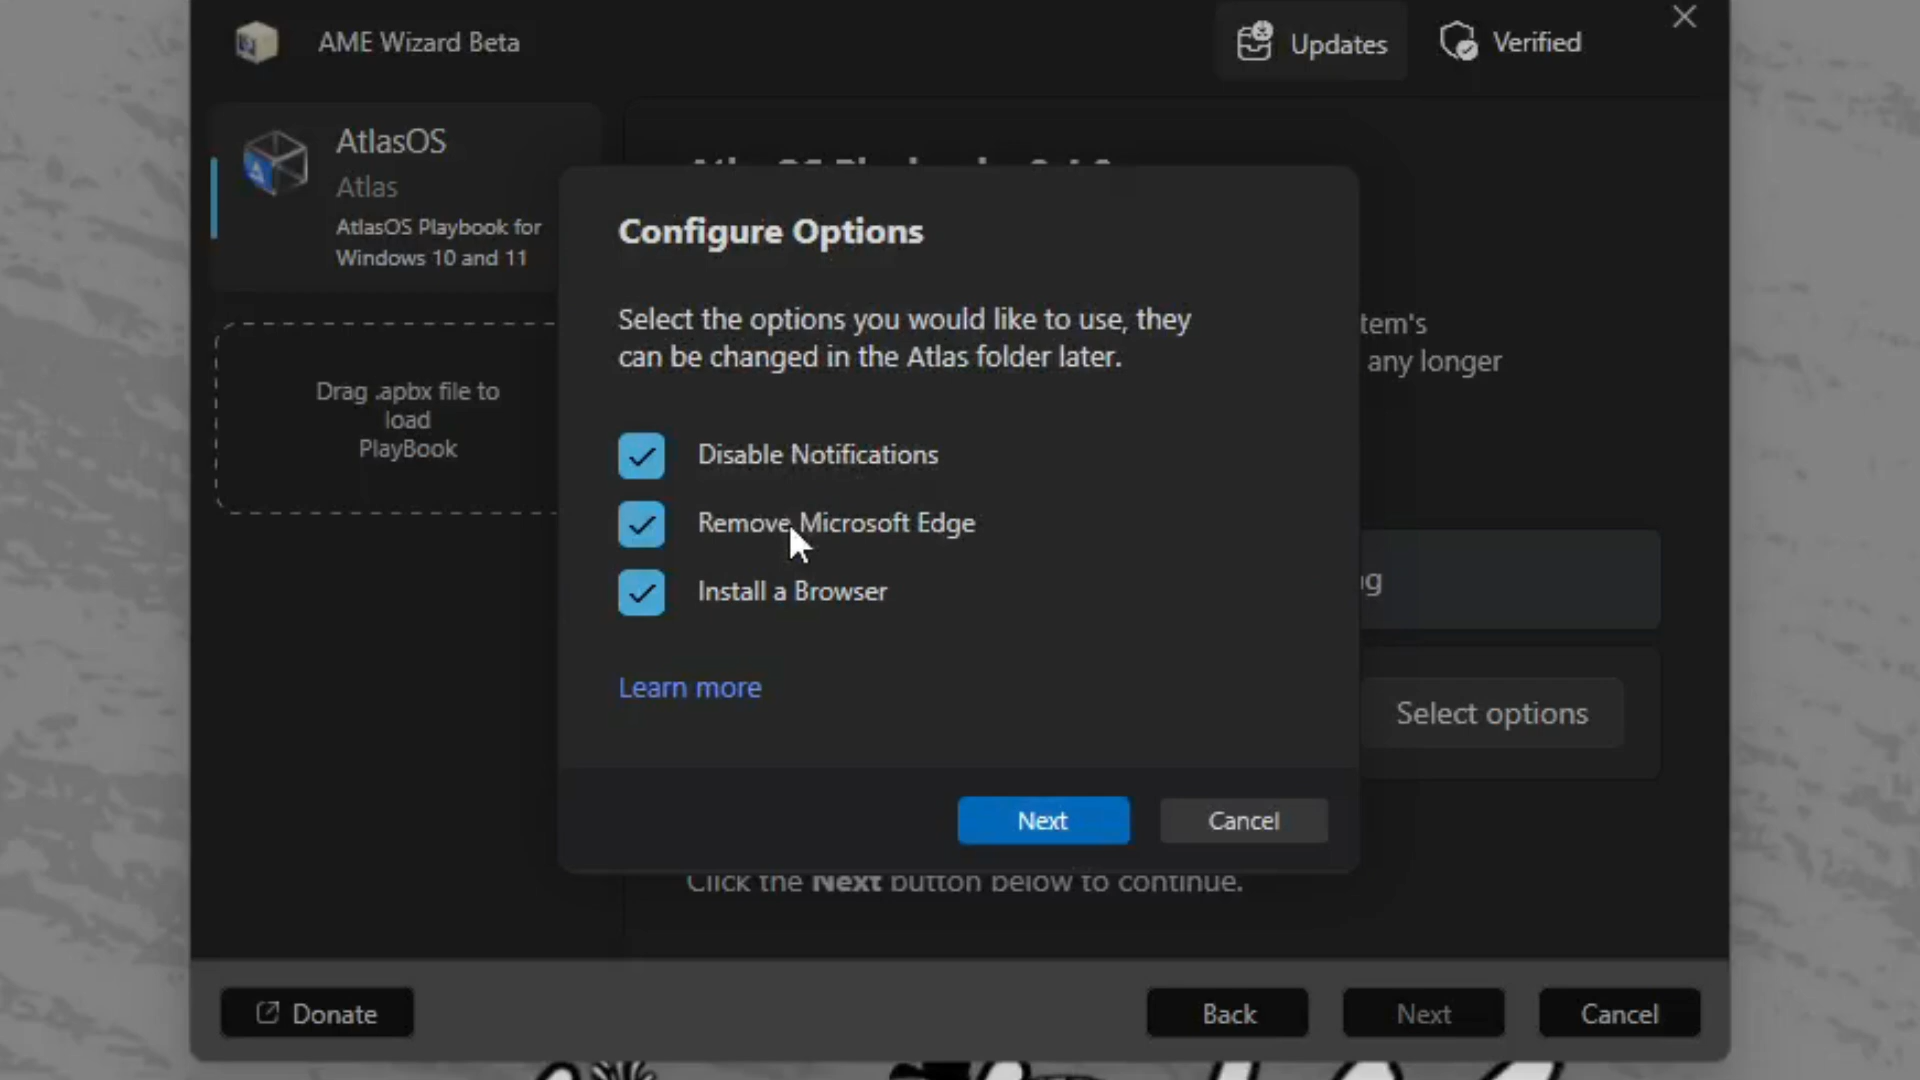 AME Wizard Beta
Updates
Verified
AtlasOS
Atlas
AtlasOS Playbook for
Windows 10 and 11
Drag .apbx file to
load
PlayBook
Configure Options
Select the options you would like to use, they
can be changed in the Atlas folder later.
Disable Notifications
Remove Microsoft Edge
Install a Browser
Learn more
Next
Cancel
tem's
any longer
Select options
Click the Next button below to continue.
Donate
Back
Next
Cancel